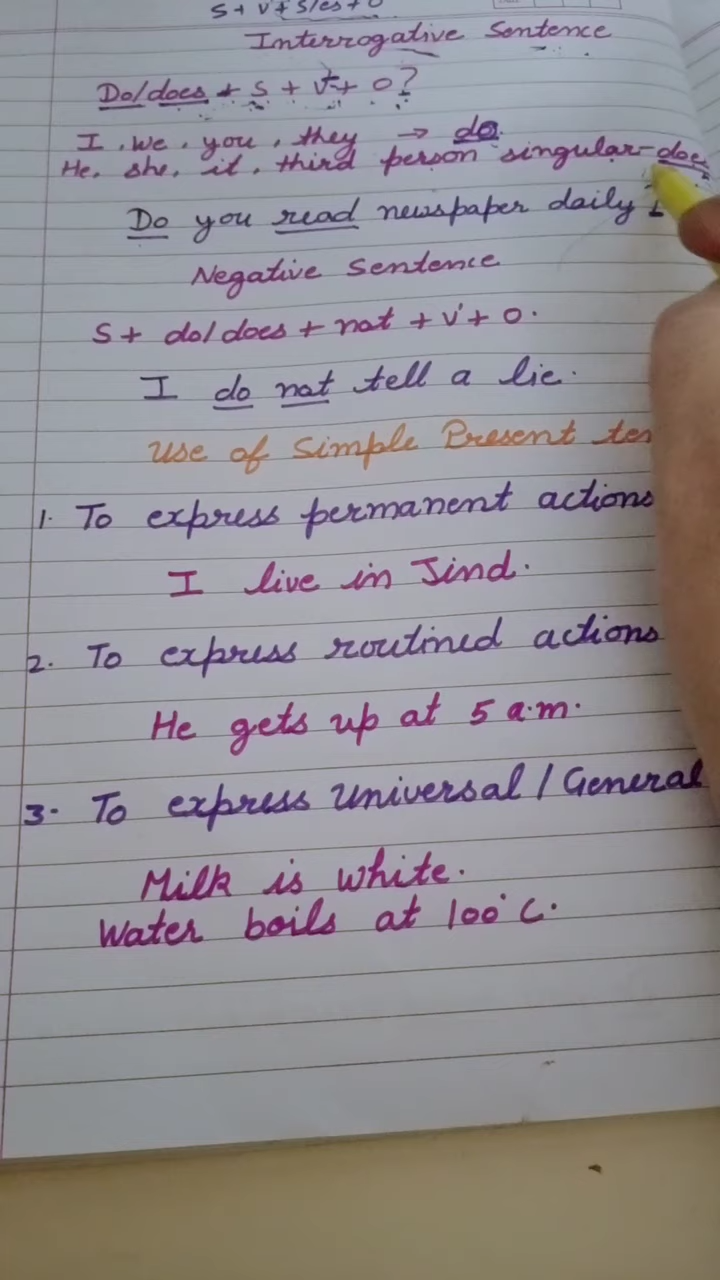 S + V + s/es + O
Interrogative Sentence
Do/does + S + V + O?
I, we, you, they → do.
He, she, it, third person singular - does
Do you read newspaper daily ?
Negative Sentence
S + do/does + not + V' + O.
I do not tell a lie.
Use of Simple Present ten
1. To express permanent actions
I live in Jind.
2. To express routined actions
He gets up at 5 a.m.
3. To express universal / General
Milk is white.
Water boils at 100°C.